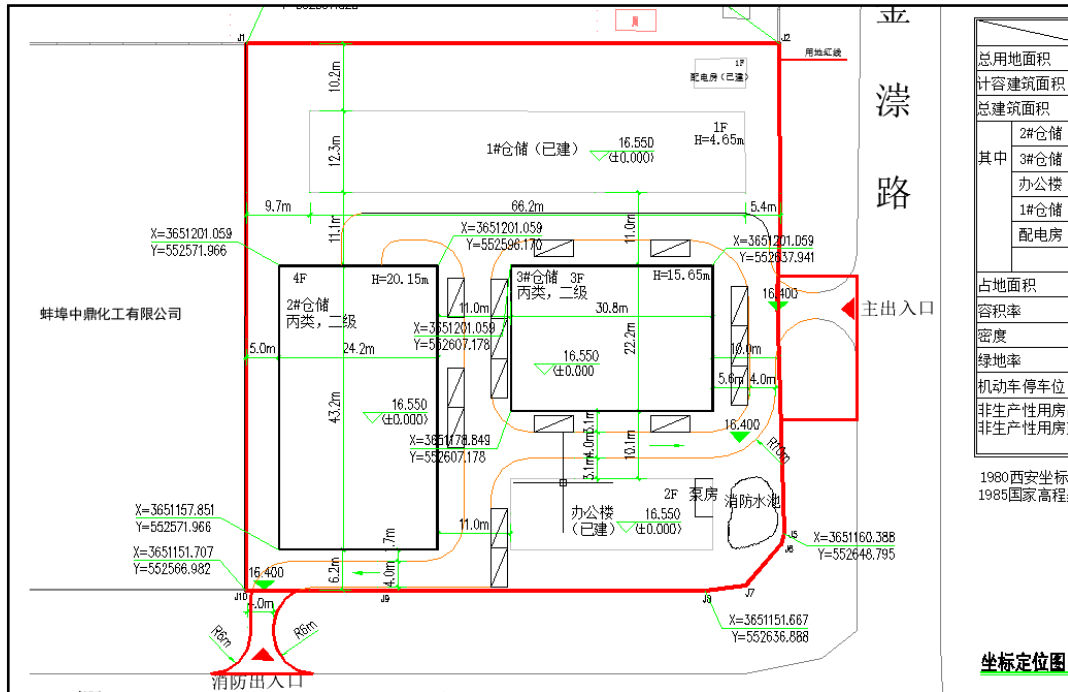 J1
J2
用地红线
金
漴
路
1F
配电房(已建)
10.2m
12.3m
1#仓储(已建)
16.550
(±0.000)
1F
H=4.65m
9.7m
66.2m
5.4m
11.1m
11.0m
X=3651201.059
Y=552571.966
X=3651201.059
Y=552596.170
X=3651201.059
Y=552637.941
4F
H=20.15m
2#仓储
丙类,二级
3#仓储
3F
丙类,二级
H=15.65m
16.400
主出入口
蚌埠中鼎化工有限公司
11.0m
30.8m
X=3651201.059
Y=552607.178
22.2m
5.0m
24.2m
10.0m
16.550
(±0.000
5.6m
4.0m
43.2m
16.550
(±0.000)
X=3651178.849
Y=552607.178
3.1m
4.0m
3.1m
10.1m
16.400
R10m
2F
泵房
消防水池
办公楼
(已建)
16.550
(±0.000)
X=3651157.851
Y=552571.966
11.0m
X=3651151.707
Y=552566.982
J5
J6
X=3651160.388
Y=552648.795
16.400
6.2m
4.0m
1.7m
J10
J9
J8
J7
4.0m
R6m
R6m
X=3651151.667
Y=552636.888
消防出入口
总用地面积
计容建筑面积
总建筑面积
其中
2#仓储
3#仓储
办公楼
1#仓储
配电房
占地面积
容积率
密度
绿地率
机动车停车位
非生产性用房
非生产性用房
1980西安坐标
1985国家高程
坐标定位图